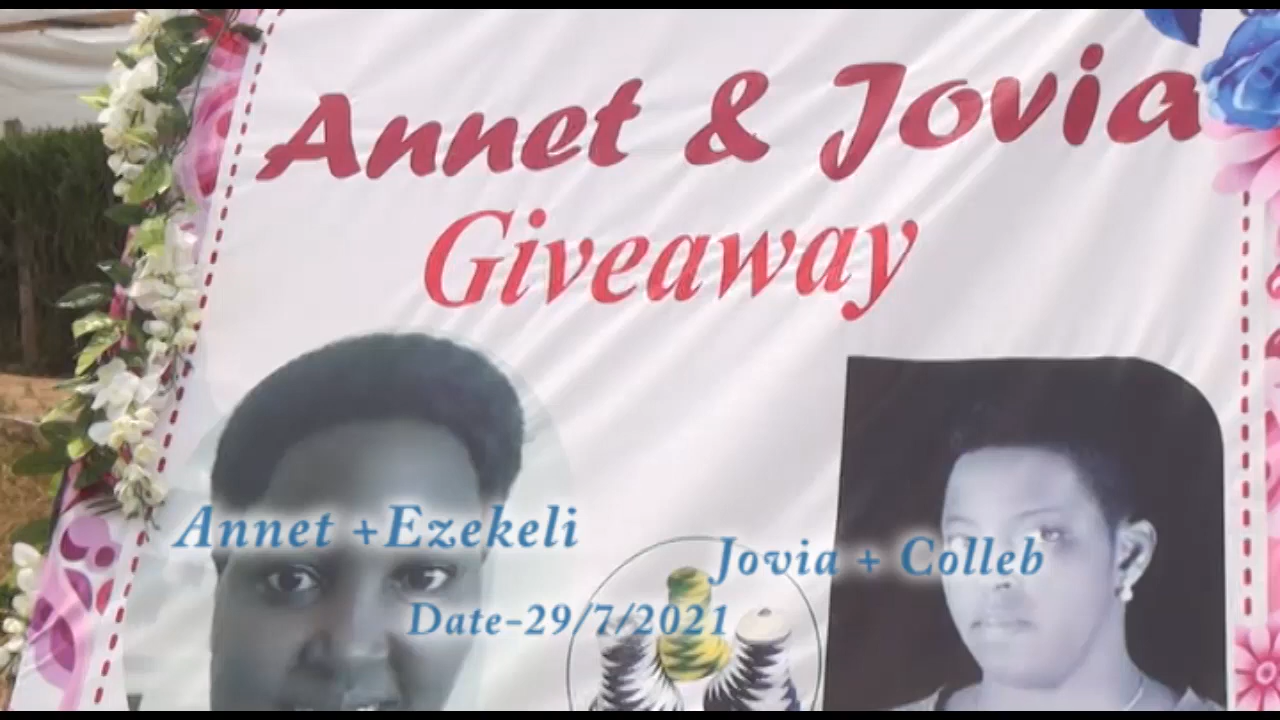 Annet & Jovia
Giveaway
Annet +Ezekeli
Jovia + Colleb
Date-29/7/2021